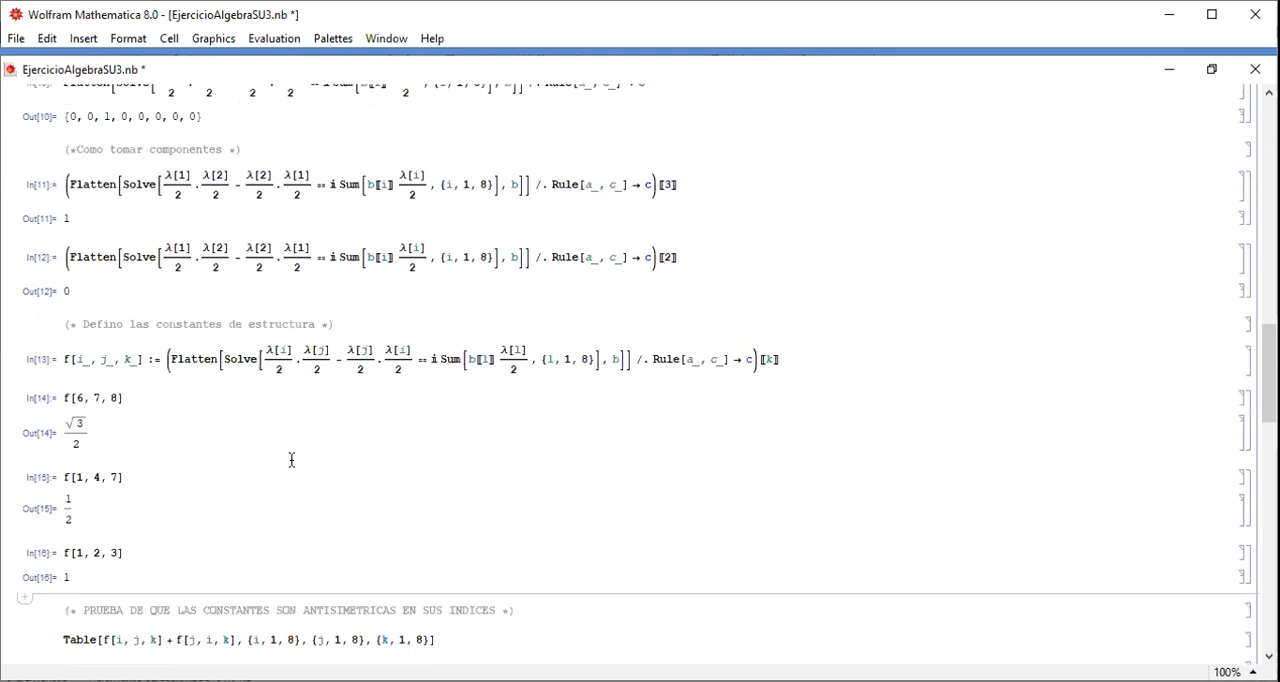 Wolfram Mathematica 8.0 - [EjercicioAlgebraSU3.nb *]
File Edit Insert Format Cell Graphics Evaluation Palettes Window Help
EjercicioAlgebraSU3.nb *
2 2 2 2 2
Out[10]= {0, 0, 1, 0, 0, 0, 0, 0}
(*Como tomar componentes *)
In[11]:= (Flatten[Solve[λ[1]/2 . λ[2]/2 - λ[2]/2 . λ[1]/2 == i Sum[b[[i]] λ[i]/2, {i, 1, 8}], b]] /. Rule[a_, c_] → c)[[3]]
Out[11]= 1
In[12]:= (Flatten[Solve[λ[1]/2 . λ[2]/2 - λ[2]/2 . λ[1]/2 == i Sum[b[[i]] λ[i]/2, {i, 1, 8}], b]] /. Rule[a_, c_] → c)[[2]]
Out[12]= 0
(* Defino las constantes de estructura *)
In[13]:= f[i_, j_, k_] := (Flatten[Solve[λ[i]/2 . λ[j]/2 - λ[j]/2 . λ[i]/2 == i Sum[b[[l]] λ[l]/2, {l, 1, 8}], b]] /. Rule[a_, c_] → c)[[k]]
In[14]:= f[6, 7, 8]
Out[14]= √3/2
In[15]:= f[1, 4, 7]
Out[15]= 1/2
In[16]:= f[1, 2, 3]
Out[16]= 1
(* PRUEBA DE QUE LAS CONSTANTES SON ANTISIMETRICAS EN SUS INDICES *)
Table[f[i, j, k] + f[j, i, k], {i, 1, 8}, {j, 1, 8}, {k, 1, 8}]
100%